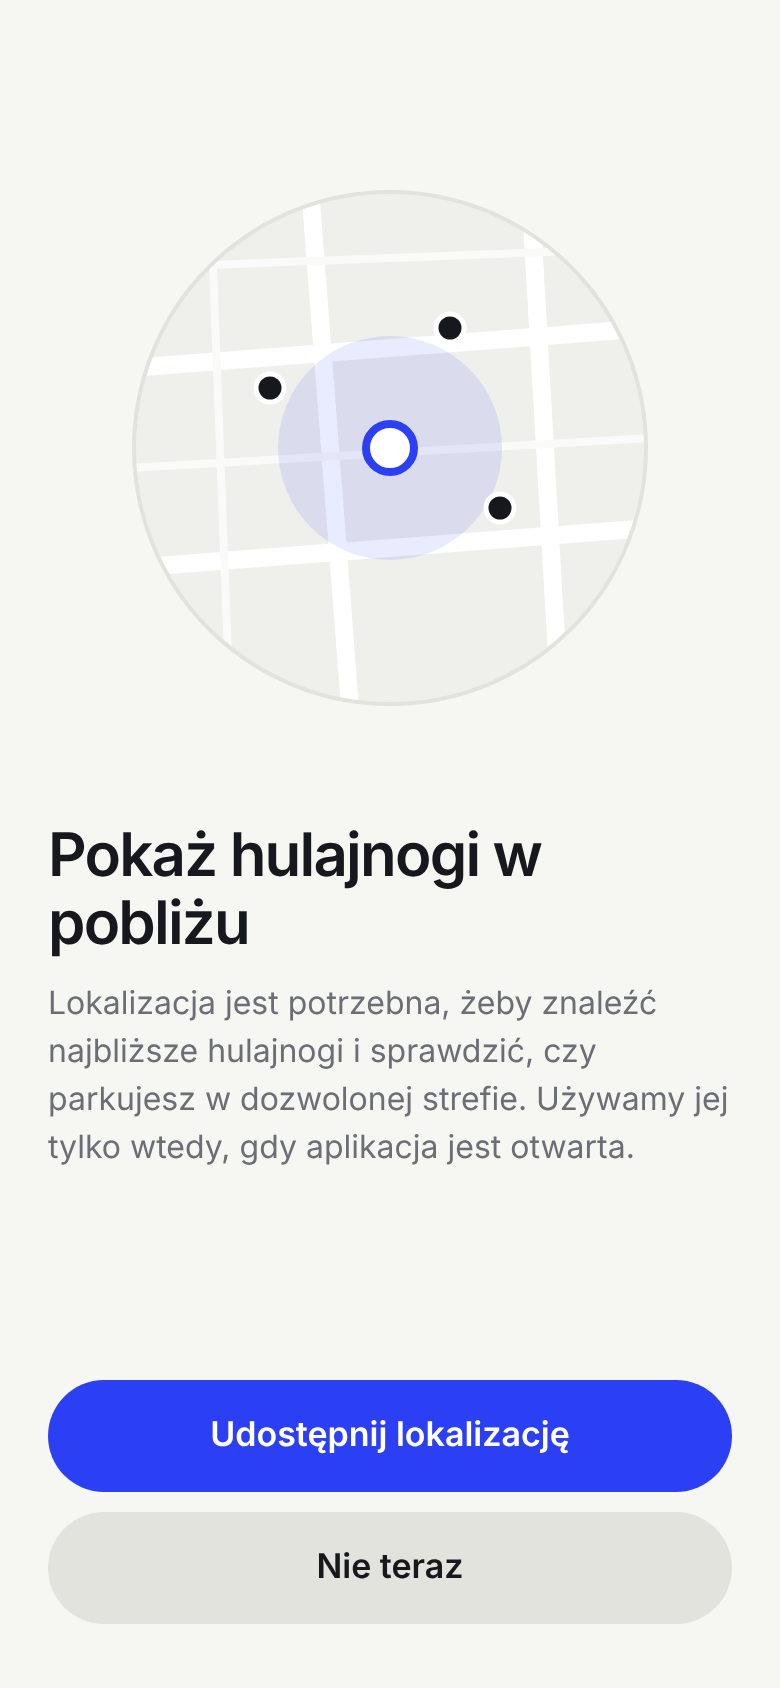 Pokaż hulajnogi w
pobliżu
Lokalizacja jest potrzebna, żeby znaleźć
najbliższe hulajnogi i sprawdzić, czy
parkujesz w dozwolonej strefie. Używamy jej
tylko wtedy, gdy aplikacja jest otwarta.
Udostępnij lokalizację
Nie teraz